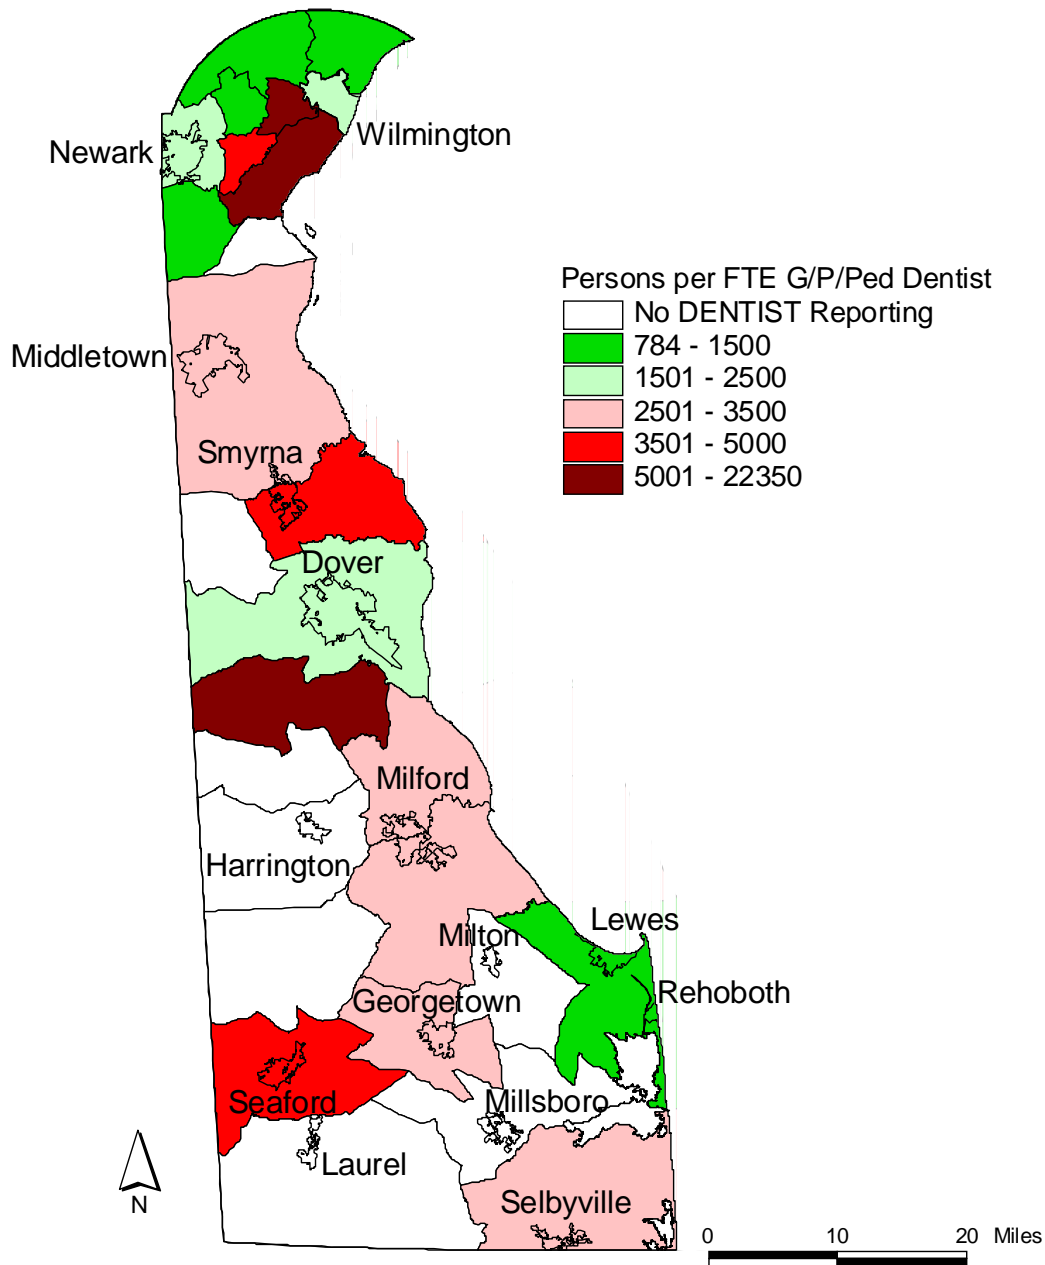 Wilmington
Newark
Persons per FTE G/P/Ped Dentist
No DENTIST Reporting
784 - 1500
1501 - 2500
2501 - 3500
3501 - 5000
5001 - 22350
Middletown
Smyrna
Dover
Milford
Harrington
Lewes
Milton
Rehoboth
Georgetown
Seaford
Millsboro
Laurel
Selbyville
N
0 10 20 Miles